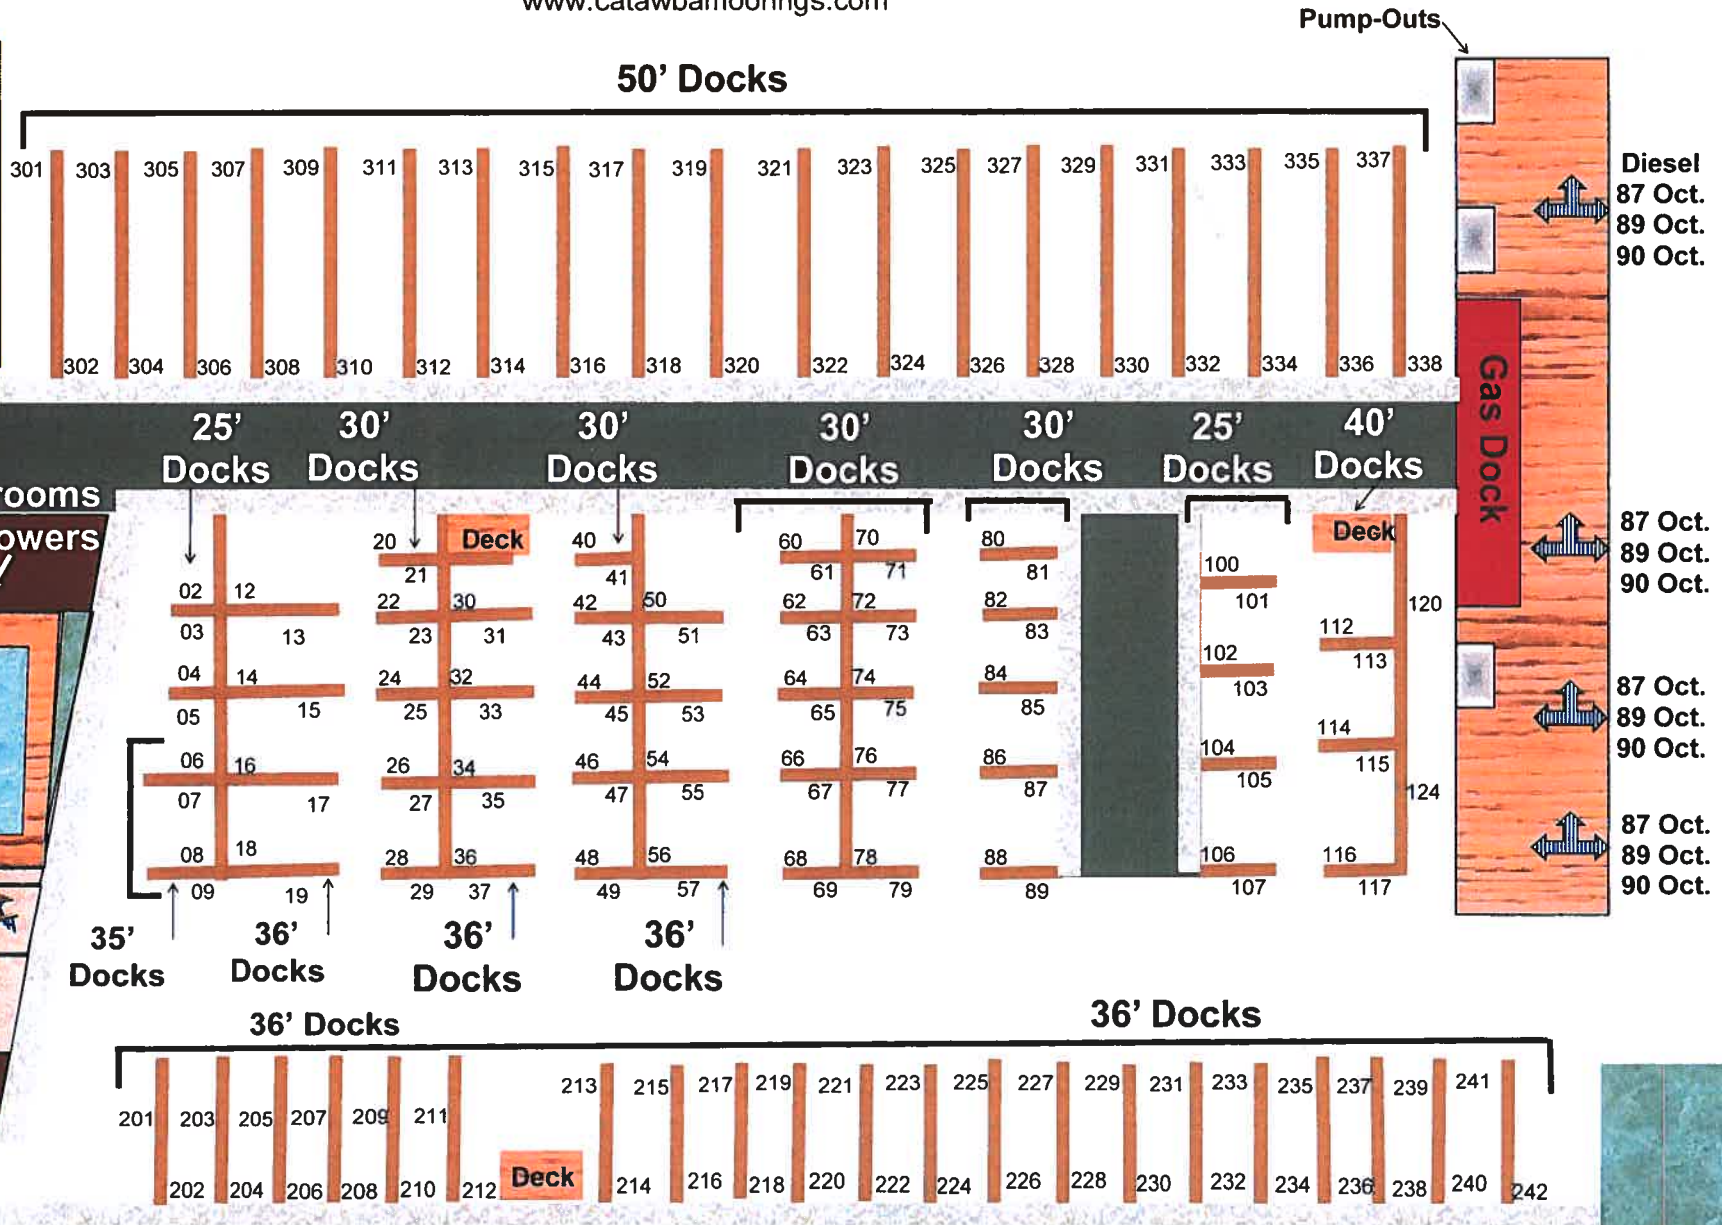 www.catawbamoorings.com
Pump-Outs
50' Docks
301 303 305 307 309 311 313 315 317 319 321 323 325 327 329 331 333 335 337
302 304 306 308 310 312 314 316 318 320 322 324 326 328 330 332 334 336 338
Diesel
87 Oct.
89 Oct.
90 Oct.
Gas Dock
25' Docks
30' Docks
30' Docks
30' Docks
30' Docks
25' Docks
40' Docks
rooms
owers
02 12
03 13
04 14
05 15
06 16
07 17
08 18
09 19
20 Deck
21
22 30
23 31
24 32
25 33
26 34
27 35
28 36
29 37
40
41
42 50
43 51
44 52
45 53
46 54
47 55
48 56
49 57
60 70
61 71
62 72
63 73
64 74
65 75
66 76
67 77
68 78
69 79
80
81
82
83
84
85
86
87
88
89
100
101
102
103
104
105
106
107
Deck
120
112
113
114
115
124
116
117
87 Oct.
89 Oct.
90 Oct.
87 Oct.
89 Oct.
90 Oct.
87 Oct.
89 Oct.
90 Oct.
35' Docks
36' Docks
36' Docks
36' Docks
36' Docks
36' Docks
201 203 205 207 209 211 213 215 217 219 221 223 225 227 229 231 233 235 237 239 241
202 204 206 208 210 212 Deck 214 216 218 220 222 224 226 228 230 232 234 236 238 240 242